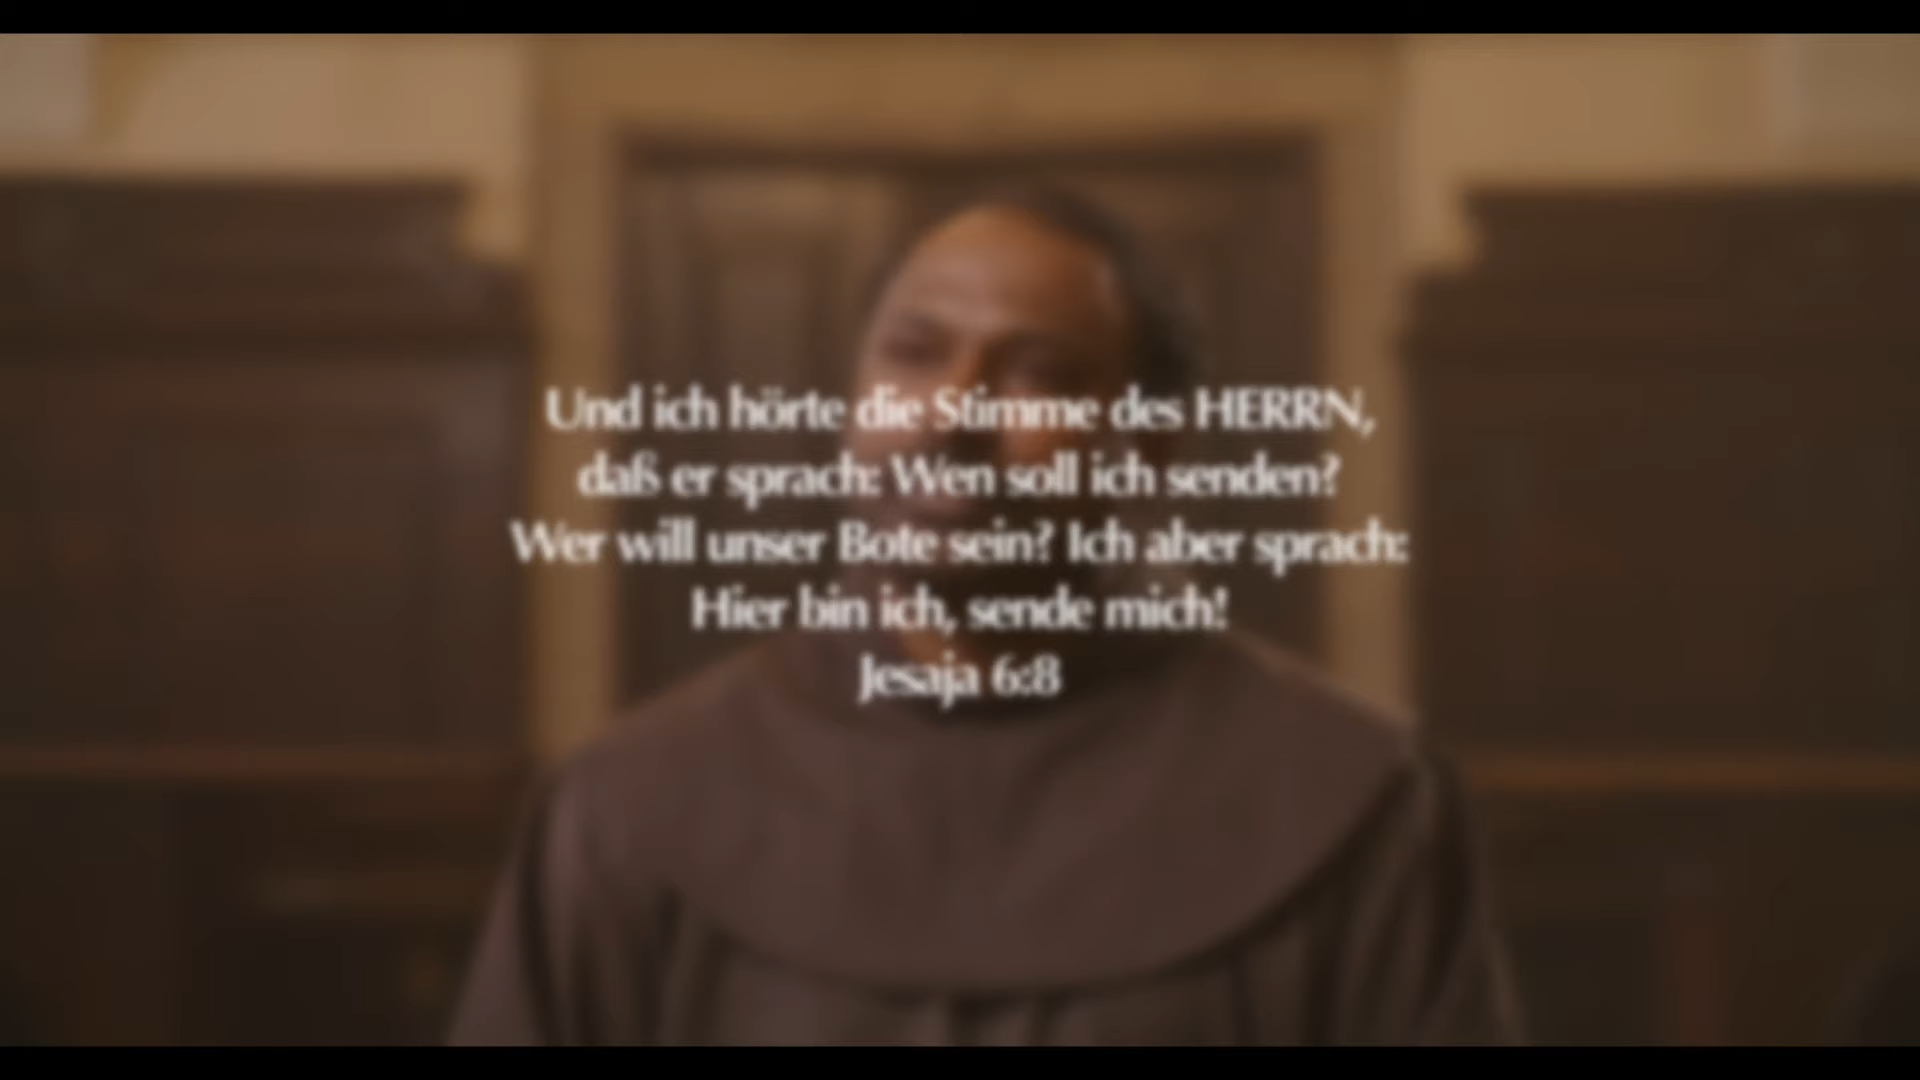 Und ich hörte die Stimme des HERRN,
daß er sprach: Wen soll ich senden?
Wer will unser Bote sein? Ich aber sprach:
Hier bin ich, sende mich!
Jesaja 6:8